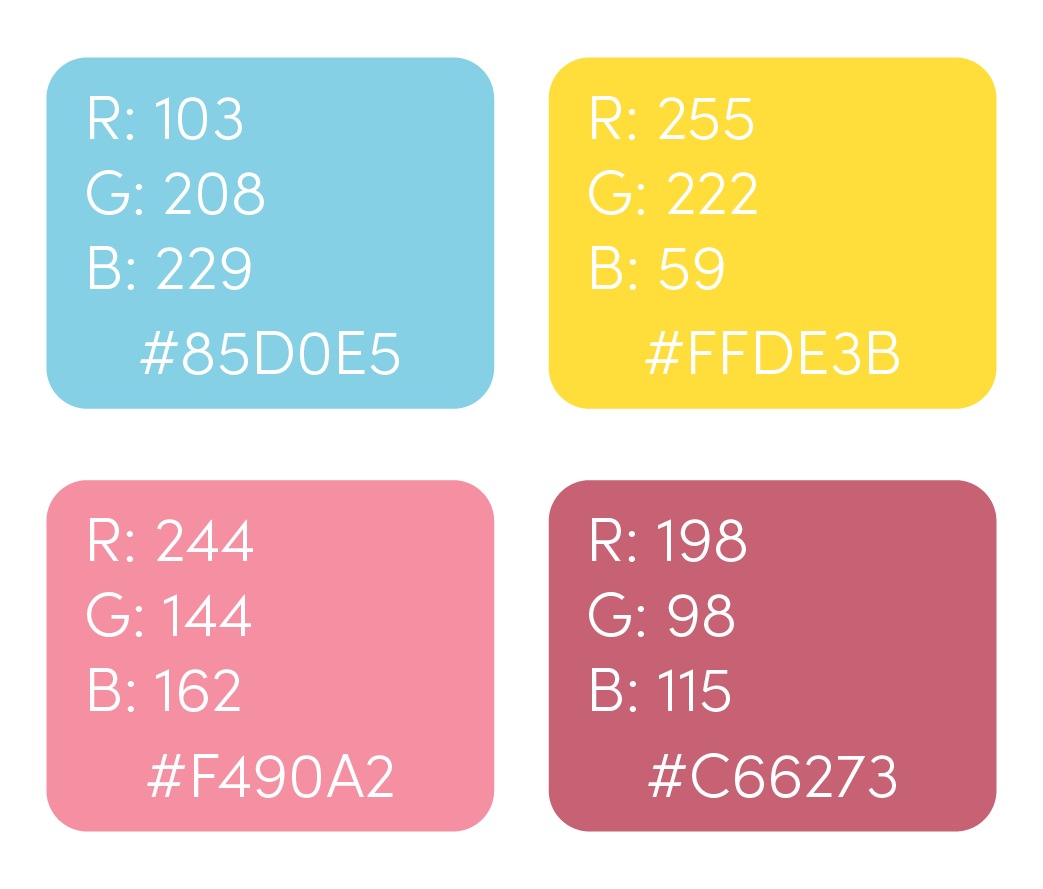 R: 103
G: 208
B: 229
#85D0E5
R: 255
G: 222
B: 59
#FFDE3B
R: 244
G: 144
B: 162
#F490A2
R: 198
G: 98
B: 115
#C66273